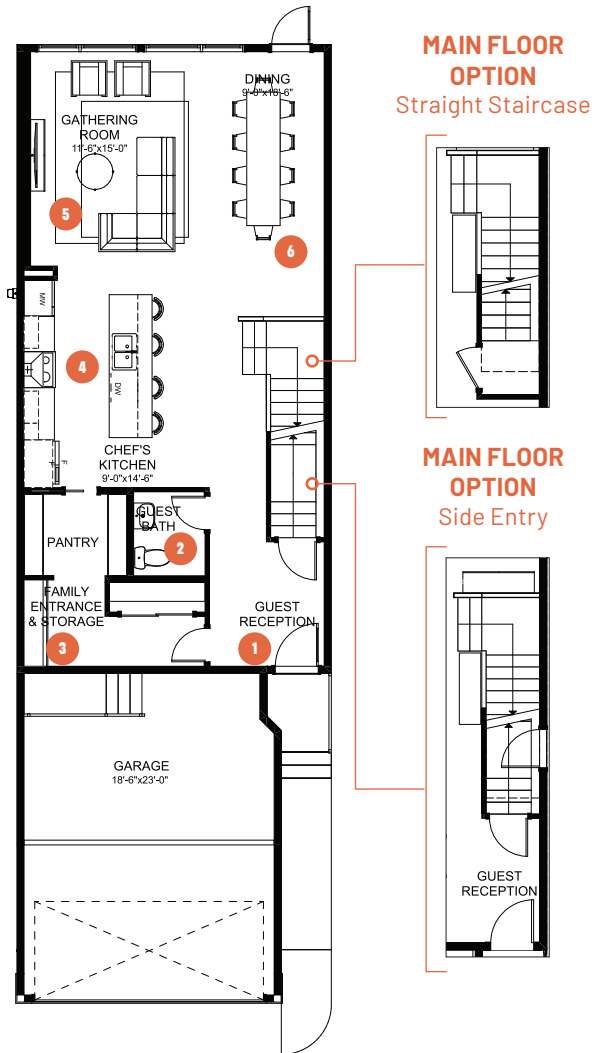 MAIN FLOOR
OPTION
Straight Staircase
DINING
9'-0"x18'-6"
GATHERING
ROOM
11'-6"x15'-0"
5
6
MW
4
DW
F
CHEF'S
KITCHEN
9'-0"x14'-6"
MAIN FLOOR
OPTION
Side Entry
GUEST
BATH
2
PANTRY
FAMILY
ENTRANCE
& STORAGE
3
GUEST
RECEPTION
1
GARAGE
18'-6"x23'-0"
GUEST
RECEPTION